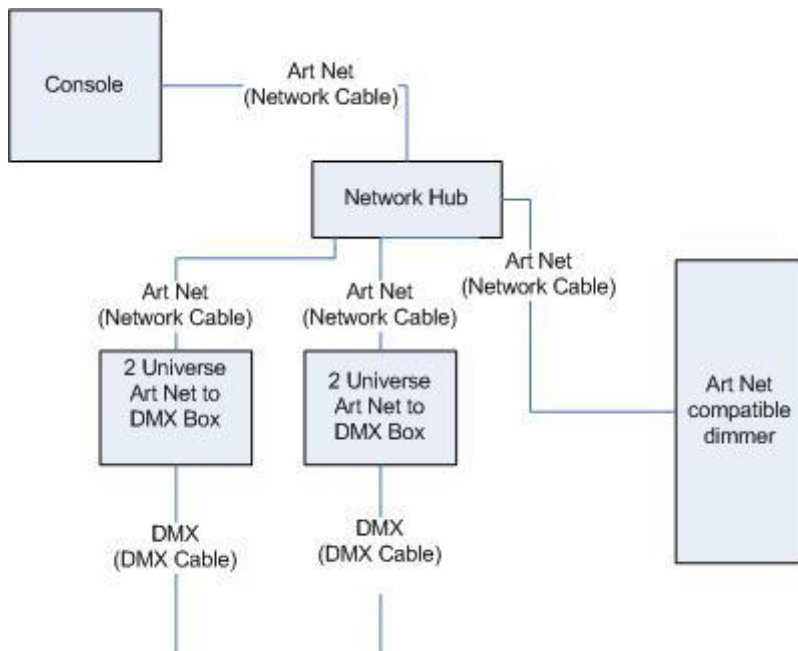 Console
Art Net
(Network Cable)
Network Hub
Art Net
(Network Cable)
Art Net
(Network Cable)
Art Net
(Network Cable)
2 Universe
Art Net to
DMX Box
2 Universe
Art Net to
DMX Box
Art Net
compatible
dimmer
DMX
(DMX Cable)
DMX
(DMX Cable)